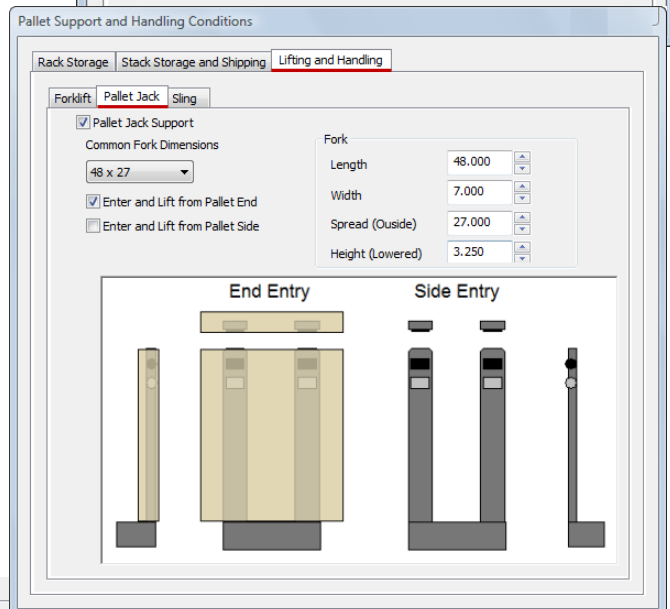 Pallet Support and Handling Conditions
Rack Storage Stack Storage and Shipping Lifting and Handling
Forklift Pallet Jack Sling
Pallet Jack Support
Common Fork Dimensions
48 x 27
Enter and Lift from Pallet End
Enter and Lift from Pallet Side
Fork
Length 48.000
Width 7.000
Spread (Ouside) 27.000
Height (Lowered) 3.250
End Entry Side Entry